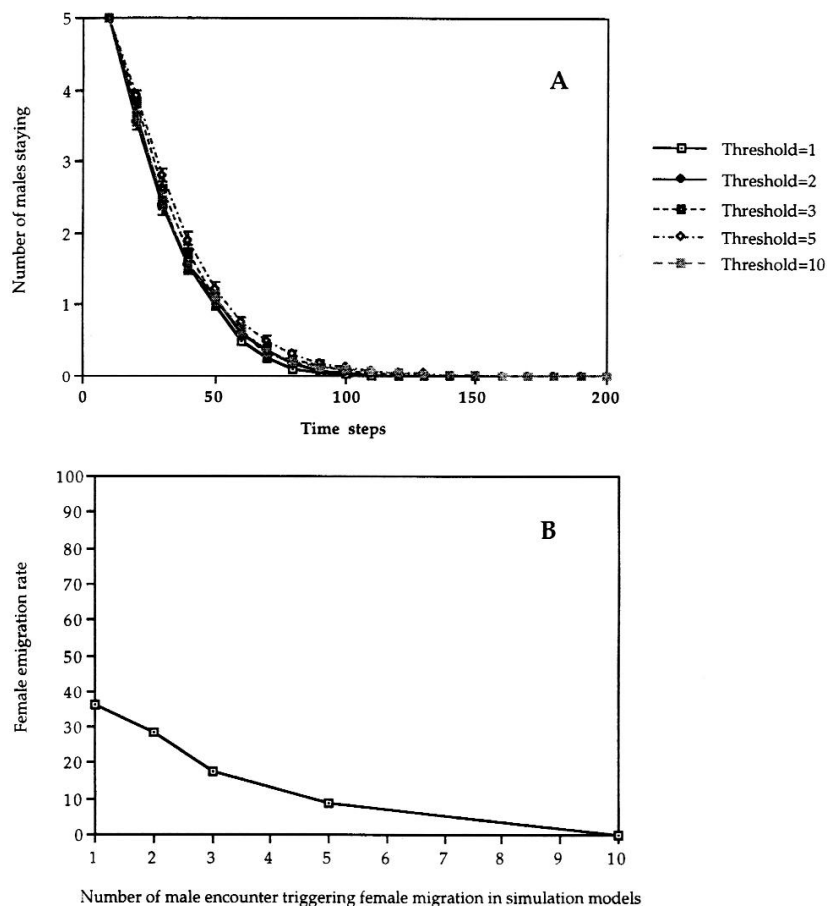 5
4
3
2
1
0
Number of males staying
A
0 50 100 150 200
Time steps
Threshold=1
Threshold=2
Threshold=3
Threshold=5
Threshold=10
100
90
80
70
60
50
40
30
20
10
0
Female emigration rate
B
1 2 3 4 5 6 7 8 9 10
Number of male encounter triggering female migration in simulation models